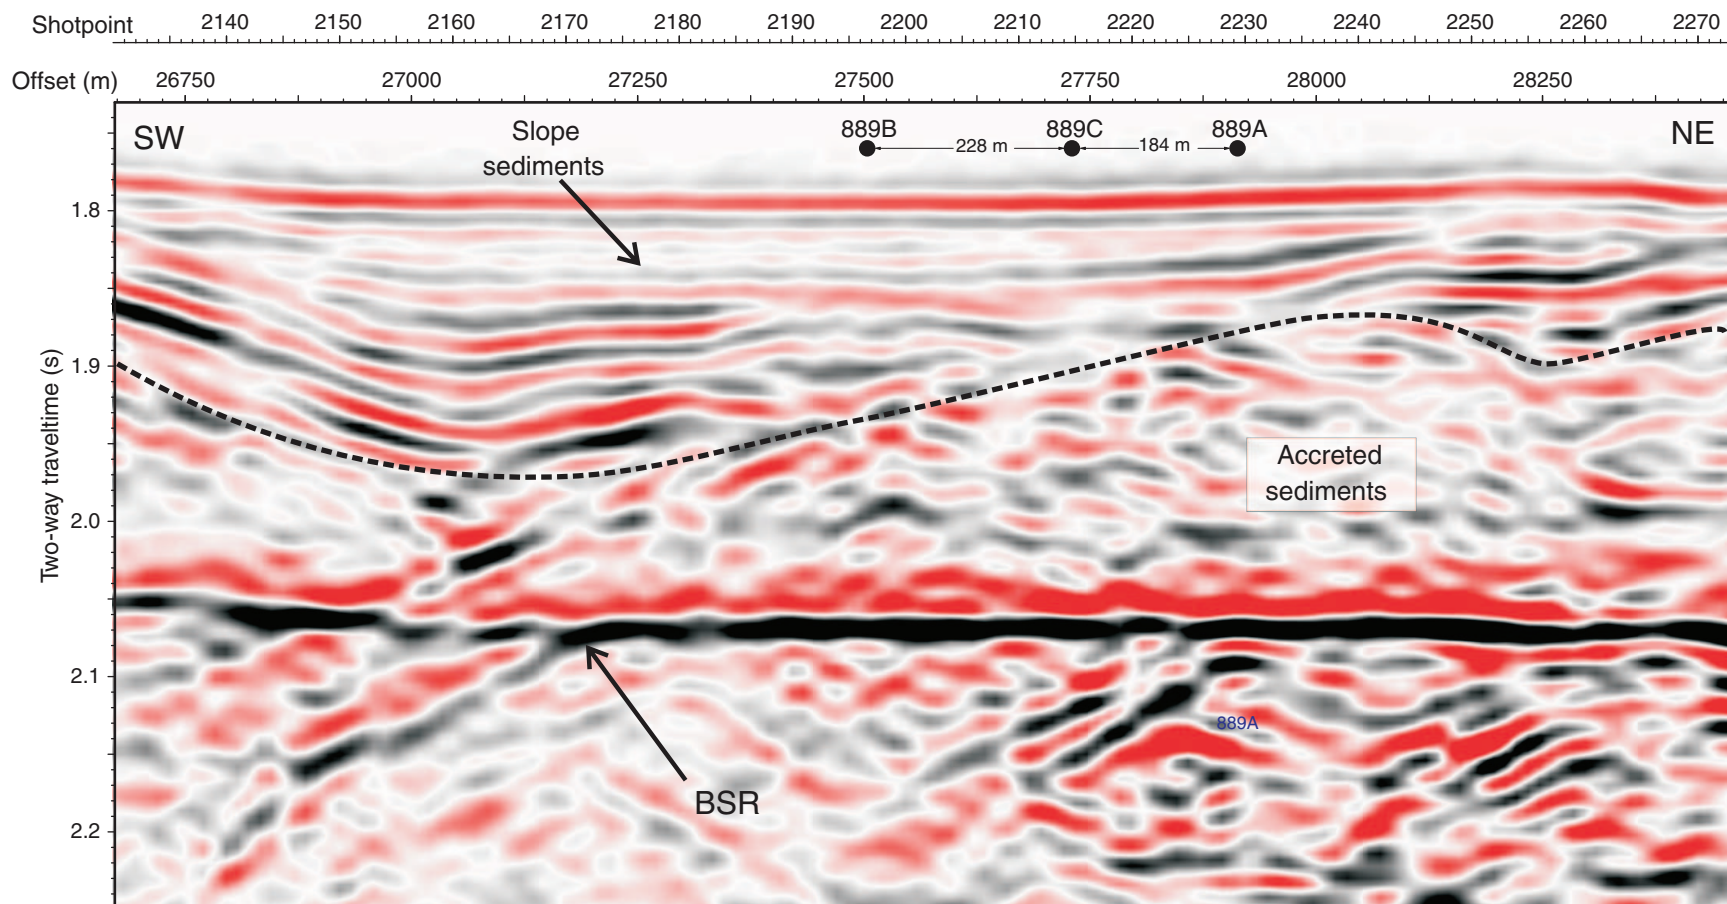 Shotpoint 2140 2150 2160 2170 2180 2190 2200 2210 2220 2230 2240 2250 2260 2270
Offset (m) 26750 27000 27250 27500 27750 28000 28250
SW Slope sediments 889B 889C 889A NE
228 m 184 m
1.8
1.9
Two-way traveltime (s)
Accreted
sediments
2.0
2.1
889A
BSR
2.2